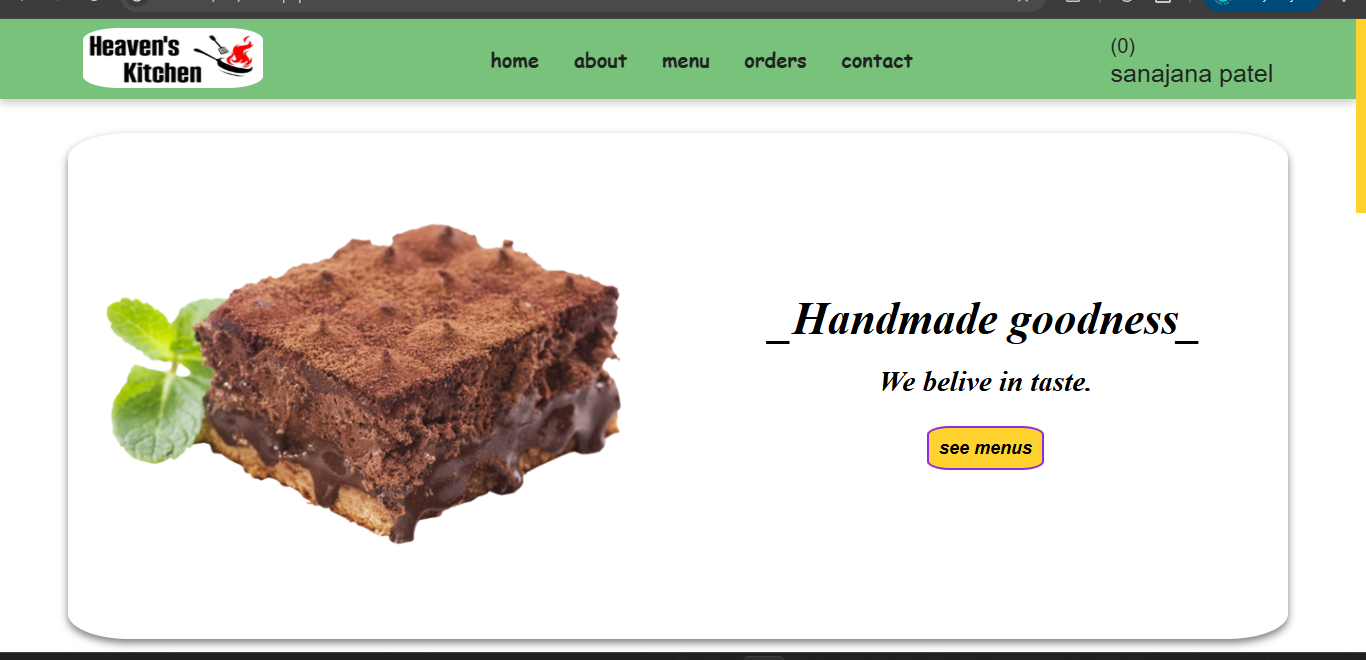 Heaven's
Kitchen
home about menu orders contact
(0)
sanajana patel
_Handmade goodness_
We belive in taste.
see menus